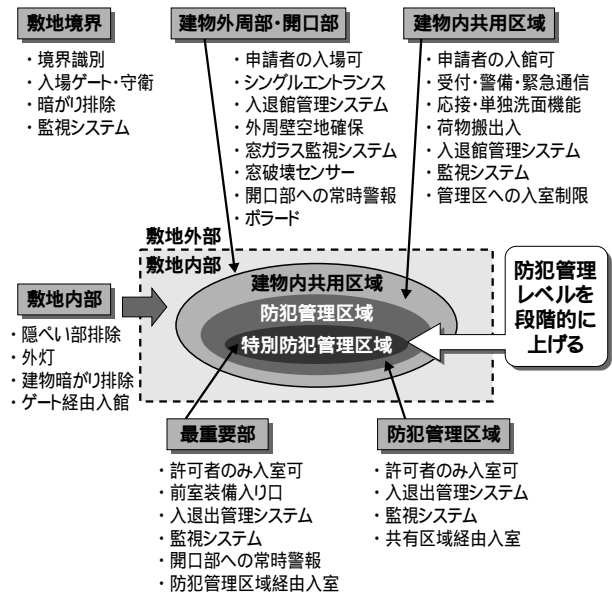 敷地境界
・境界識別
・入場ゲート・守衛
・暗がり排除
・監視システム
建物外周部・開口部
・申請者の入場可
・シングルエントランス
・入退館管理システム
・外周壁空地確保
・窓ガラス監視システム
・窓破壊センサー
・開口部への常時警報
・ボラード
建物内共用区域
・申請者の入館可
・受付・警備・緊急通信
・応接・単独洗面機能
・荷物搬出入
・入退館管理システム
・監視システム
・管理区への入室制限
敷地外部
敷地内部
建物内共用区域
防犯管理区域
特別防犯管理区域
防犯管理
レベルを
段階的に
上げる
敷地内部
・隠ぺい部排除
・外灯
・建物暗がり排除
・ゲート経由入館
最重要部
・許可者のみ入室可
・前室装備入り口
・入退出管理システム
・監視システム
・開口部への常時警報
・防犯管理区域経由入室
防犯管理区域
・許可者のみ入室可
・入退出管理システム
・監視システム
・共有区域経由入室